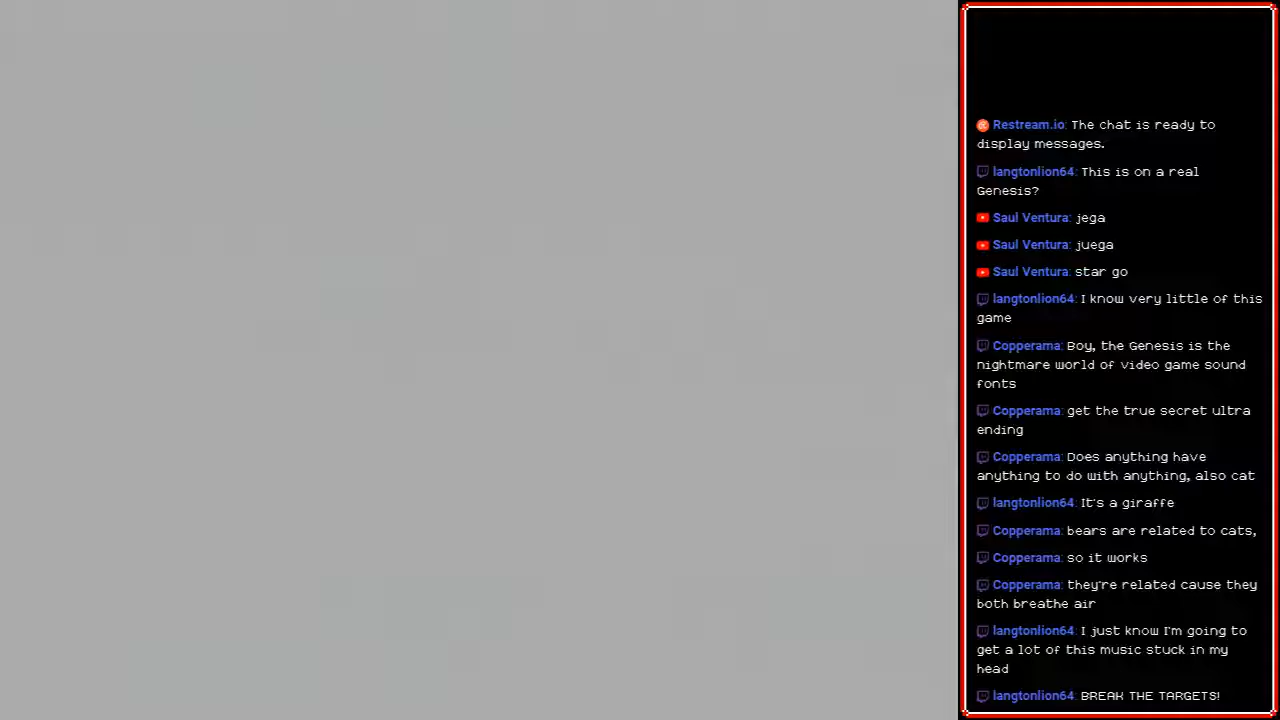 Restream.io: The chat is ready to
display messages.
langtonlion64: This is on a real
Genesis?
Saul Ventura: jega
Saul Ventura: juega
Saul Ventura: star go
langtonlion64: I know very little of this
game
Copperama: Boy, the Genesis is the
nightmare world of video game sound
fonts
Copperama: get the true secret ultra
ending
Copperama: Does anything have
anything to do with anything, also cat
langtonlion64: It's a giraffe
Copperama: bears are related to cats,
Copperama: so it works
Copperama: they're related cause they
both breathe air
langtonlion64: I just know I'm going to
get a lot of this music stuck in my
head
langtonlion64: BREAK THE TARGETS!